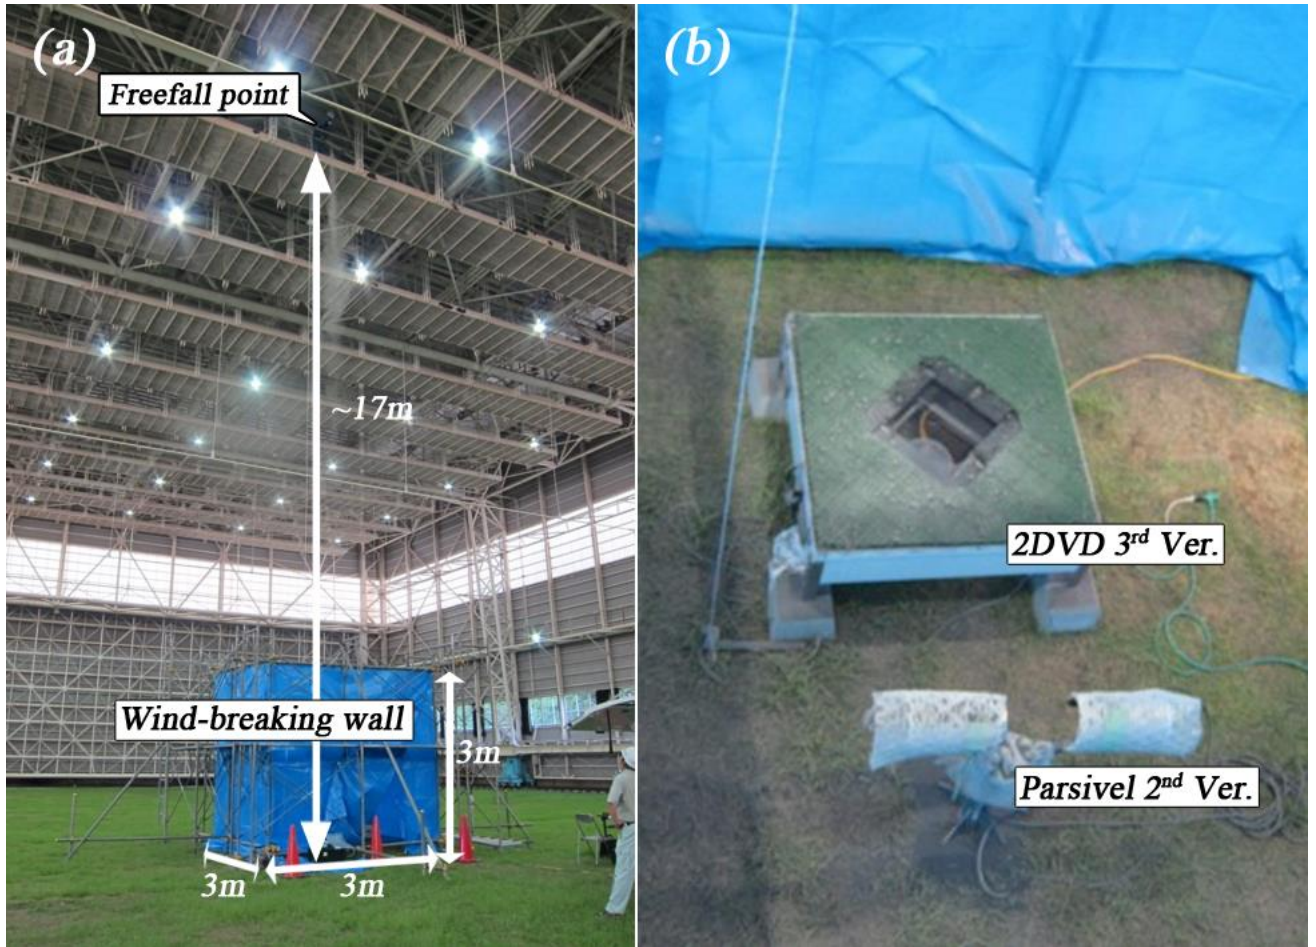 (a)
Freefall point
~17m
Wind-breaking wall
3m
3m
3m
(b)
2DVD 3rd Ver.
Parsivel 2nd Ver.